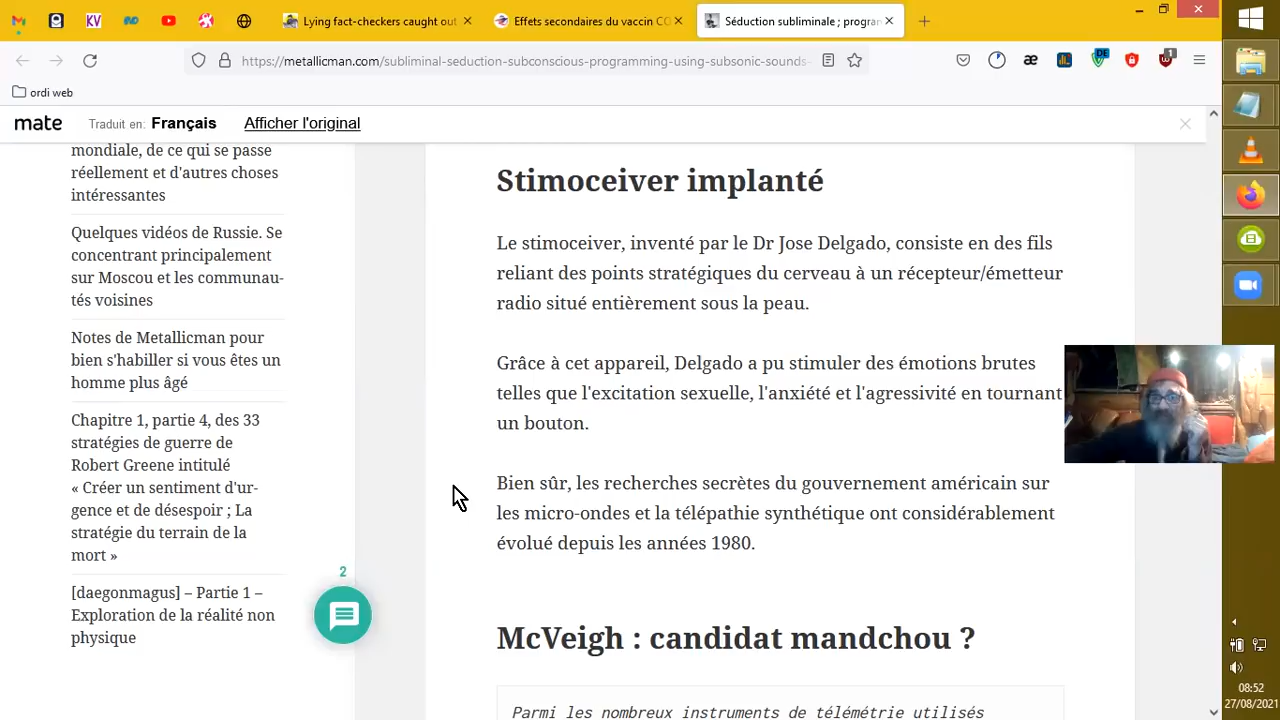 KV
Lying fact-checkers caught out
Effets secondaires du vaccin CO
Séduction subliminale ; progra
https://metallicman.com/subliminal-seduction-subconscious-programming-using-subsonic-sounds-
æ
DE
1
ordi web
mate
Traduit en: Français
Afficher l'original
mondiale, de ce qui se passe
réellement et d'autres choses
intéressantes
Quelques vidéos de Russie. Se
concentrant principalement
sur Moscou et les communau-
tés voisines
Notes de Metallicman pour
bien s'habiller si vous êtes un
homme plus âgé
Chapitre 1, partie 4, des 33
stratégies de guerre de
Robert Greene intitulé
« Créer un sentiment d'ur-
gence et de désespoir ; La
stratégie du terrain de la
mort »
[daegonmagus] – Partie 1 –
Exploration de la réalité non
physique
2
Stimoceiver implanté
Le stimoceiver, inventé par le Dr Jose Delgado, consiste en des fils
reliant des points stratégiques du cerveau à un récepteur/émetteur
radio situé entièrement sous la peau.
Grâce à cet appareil, Delgado a pu stimuler des émotions brutes
telles que l'excitation sexuelle, l'anxiété et l'agressivité en tournant
un bouton.
Bien sûr, les recherches secrètes du gouvernement américain sur
les micro-ondes et la télépathie synthétique ont considérablement
évolué depuis les années 1980.
McVeigh : candidat mandchou ?
Parmi les nombreux instruments de télémétrie utilisés
08:52
27/08/2021